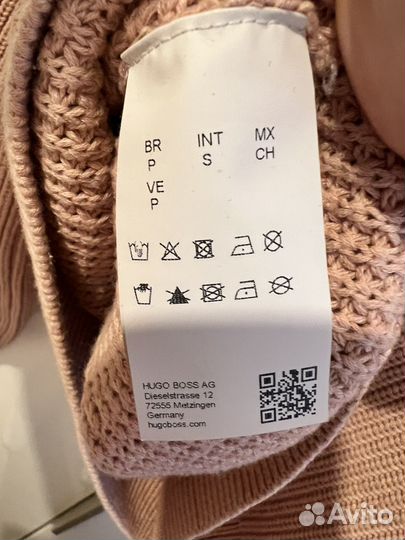 BR INT MX
P S CH
VE
P
HUGO BOSS AG
Dieselstrasse 12
72555 Metzingen
Germany
hugoboss.com
Avito